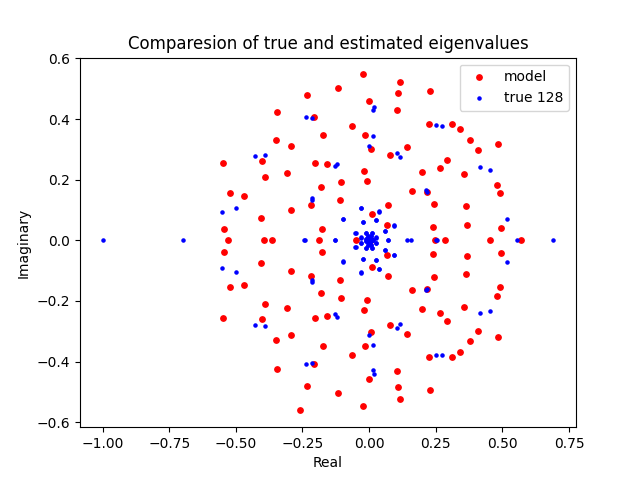 Comparesion of true and estimated eigenvalues
model
true 128
0.6
0.4
0.2
0.0
−0.2
−0.4
−0.6
Imaginary
−1.00 −0.75 −0.50 −0.25 0.00 0.25 0.50 0.75
Real